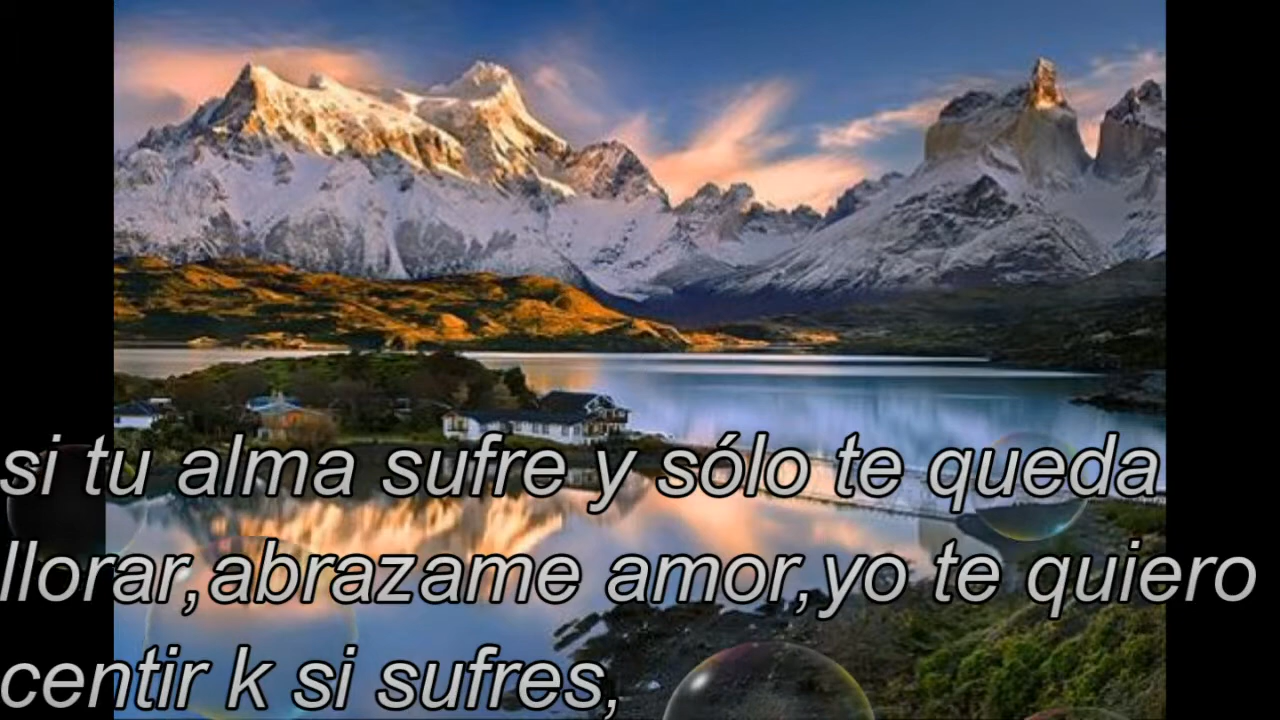 si tu alma sufre y sólo te queda
llorar,abrazame amor,yo te quiero
centir k si sufres,